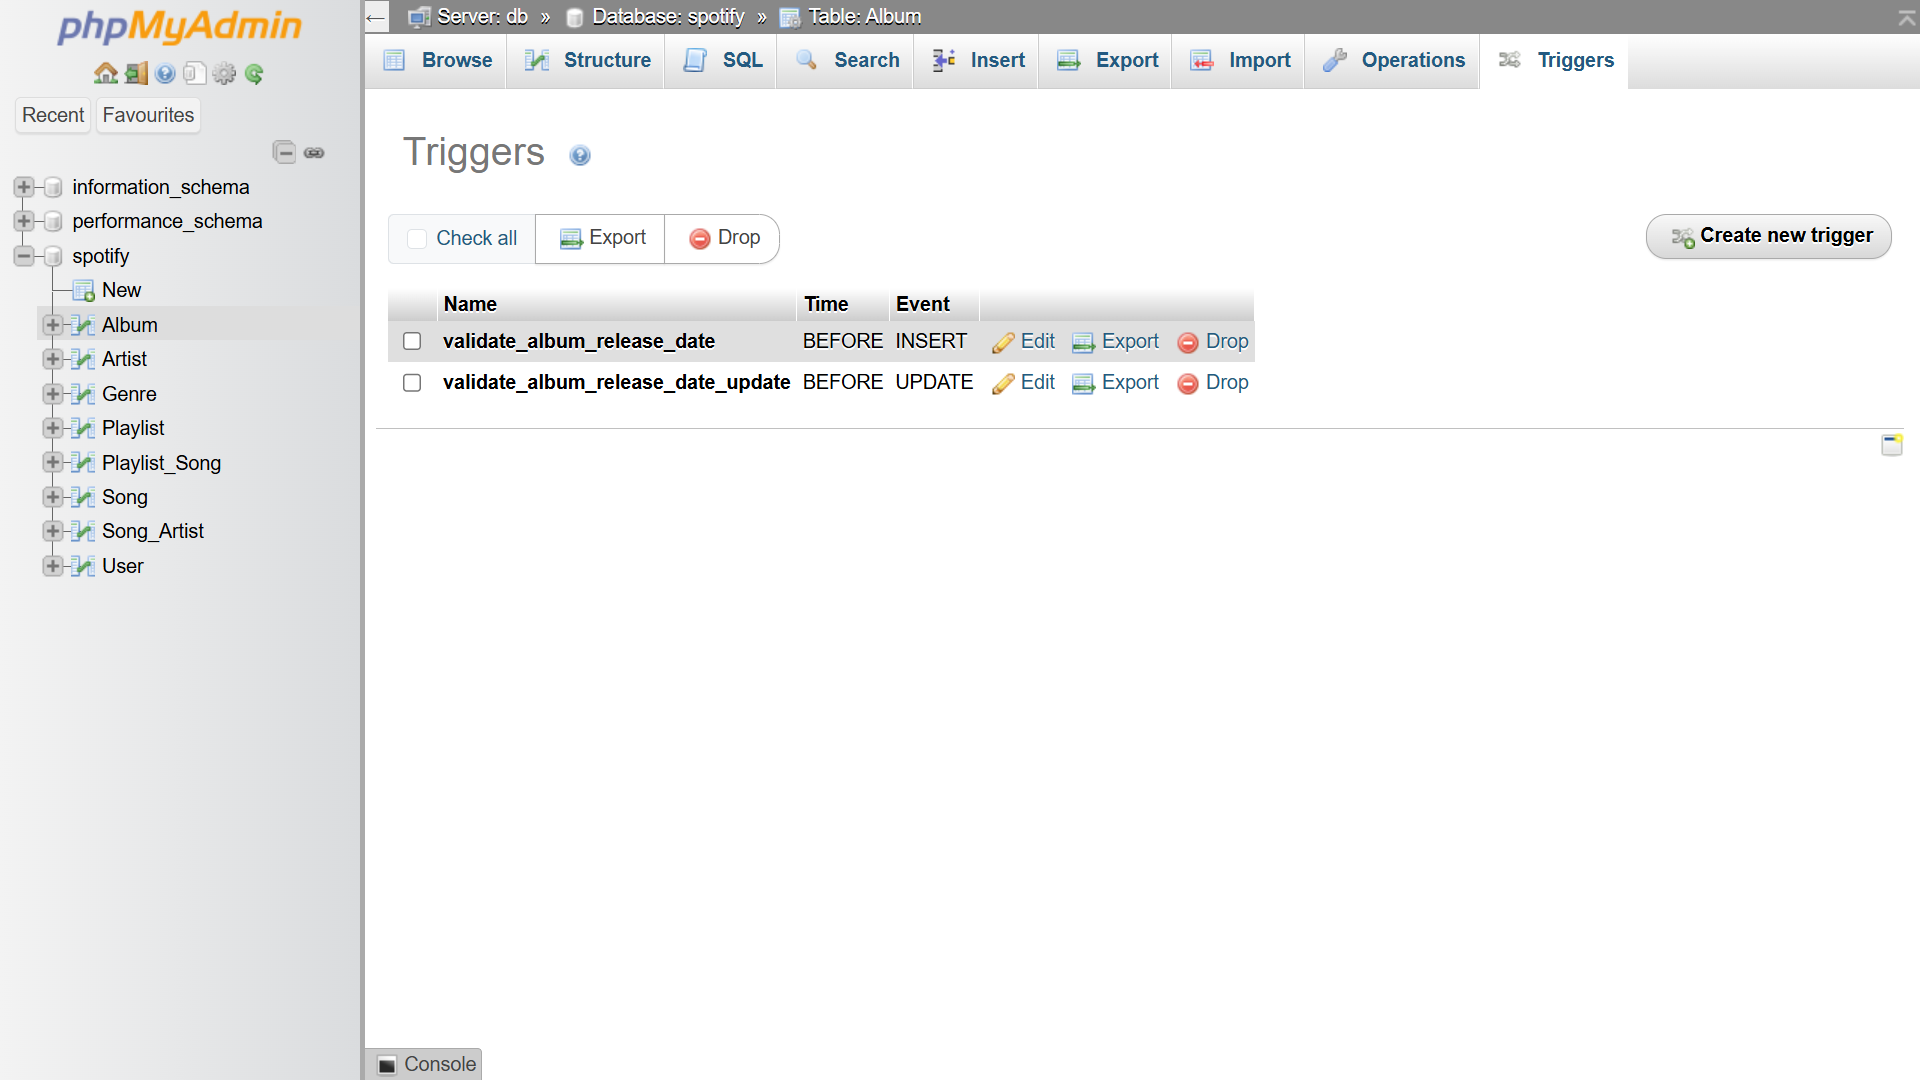 phpMyAdmin
Recent Favourites
information_schema
performance_schema
spotify
New
Album
Artist
Genre
Playlist
Playlist_Song
Song
Song_Artist
User
Server: db » Database: spotify » Table: Album
Browse Structure SQL Search Insert Export Import Operations Triggers
Triggers
Check all Export Drop
Create new trigger
Name Time Event
validate_album_release_date BEFORE INSERT Edit Export Drop
validate_album_release_date_update BEFORE UPDATE Edit Export Drop
Console